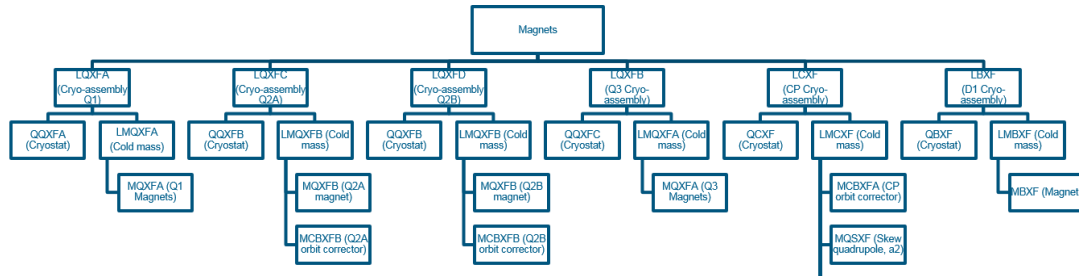 Magnets
LQXFA
(Cryo-assembly
Q1)
LQXFC
(Cryo-assembly
Q2A)
LQXFD
(Cryo-assembly
Q2B)
LQXFB
(Q3 Cryo-
assembly)
LCXF
(CP Cryo-
assembly)
LBXF
(D1 Cryo-
assembly)
QQXFA
(Cryostat)
LMQXFA
(Cold mass)
QQXFB
(Cryostat)
LMQXFB (Cold
mass)
QQXFB
(Cryostat)
LMQXFB (Cold
mass)
QQXFC
(Cryostat)
LMQXFA (Cold
mass)
QCXF
(Cryostat)
LMCXF (Cold
mass)
QBXF
(Cryostat)
LMBXF (Cold
mass)
MQXFA (Q1
Magnets)
MQXFB (Q2A
magnet)
MQXFB (Q2B
magnet)
MQXFA (Q3
Magnets)
MCBXFA (CP
orbit corrector)
MBXF (Magnet
MCBXFB (Q2A
orbit corrector)
MCBXFB (Q2B
orbit corrector)
MQSXF (Skew
quadrupole, a2)